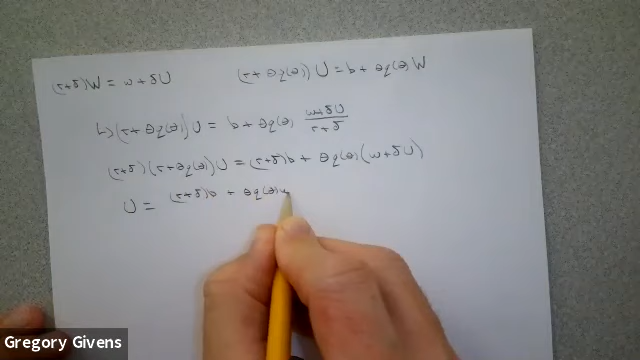 (r+δ)W = w+δU (r+θq(θ))U = b+θq(θ)W
↳(r+θq(θ))U = b+θq(θ) w+δU / r+δ
(r+δ)(r+θq(θ))U = (r+δ)b + θq(θ)(w+δU)
U = (r+δ)b + θq(θ)w
Gregory Givens